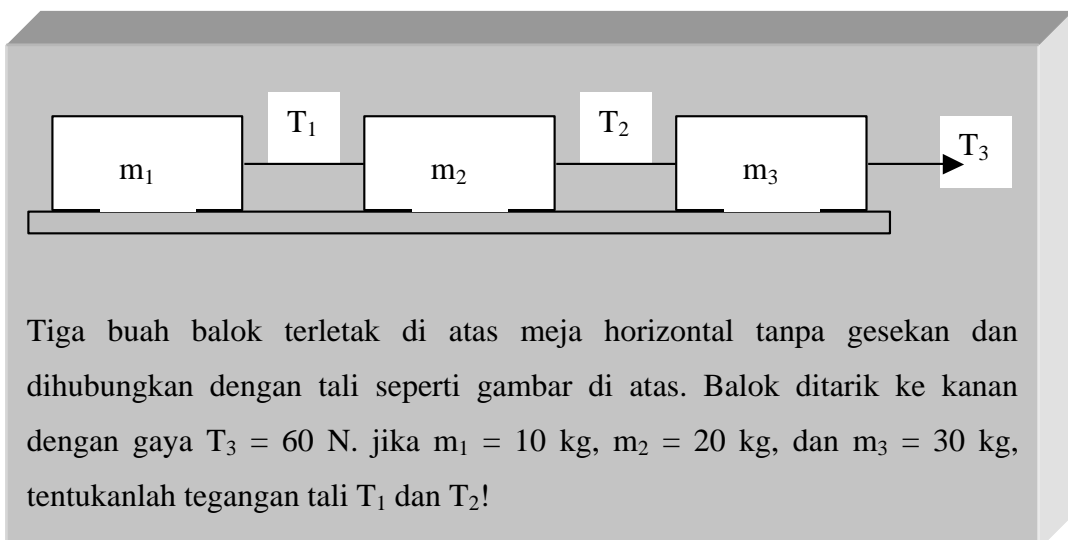 T₁ T₂ T₃
m₁ m₂ m₃
Tiga buah balok terletak di atas meja horizontal tanpa gesekan dan
dihubungkan dengan tali seperti gambar di atas. Balok ditarik ke kanan
dengan gaya T₃ = 60 N. jika m₁ = 10 kg, m₂ = 20 kg, dan m₃ = 30 kg,
tentukanlah tegangan tali T₁ dan T₂!